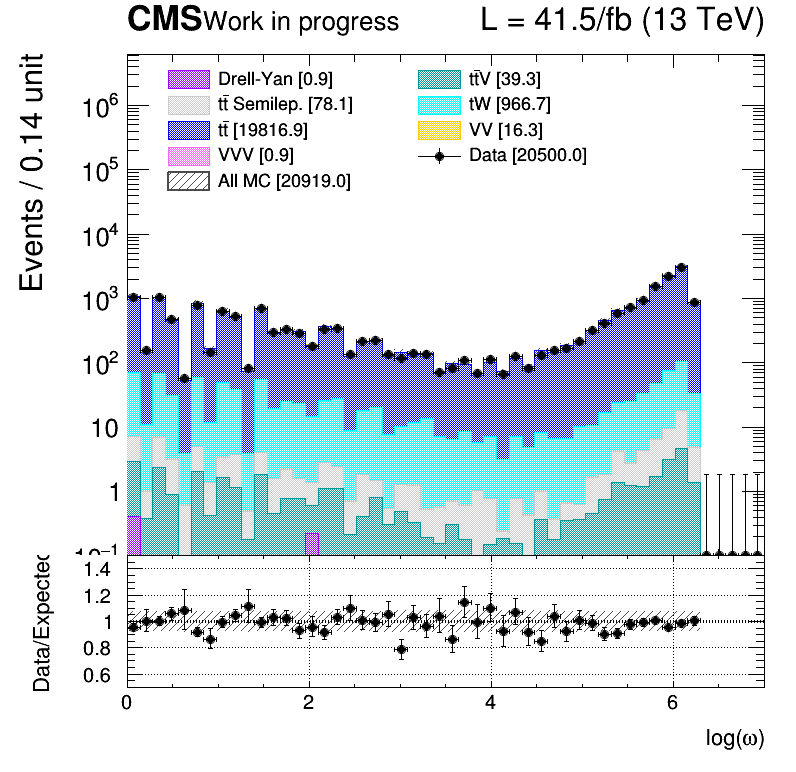 CMS Work in progress L = 41.5/fb (13 TeV)
Events / 0.14 unit
Drell-Yan [0.9]
tt̄ Semilep. [78.1]
tt̄ [19816.9]
VVV [0.9]
All MC [20919.0]
tt̄V [39.3]
tW [966.7]
VV [16.3]
Data [20500.0]
10⁶
10⁵
10⁴
10³
10²
10
1
10⁻¹
Data/Expected
1.4
1.2
1
0.8
0.6
0 2 4 6
log(ω)